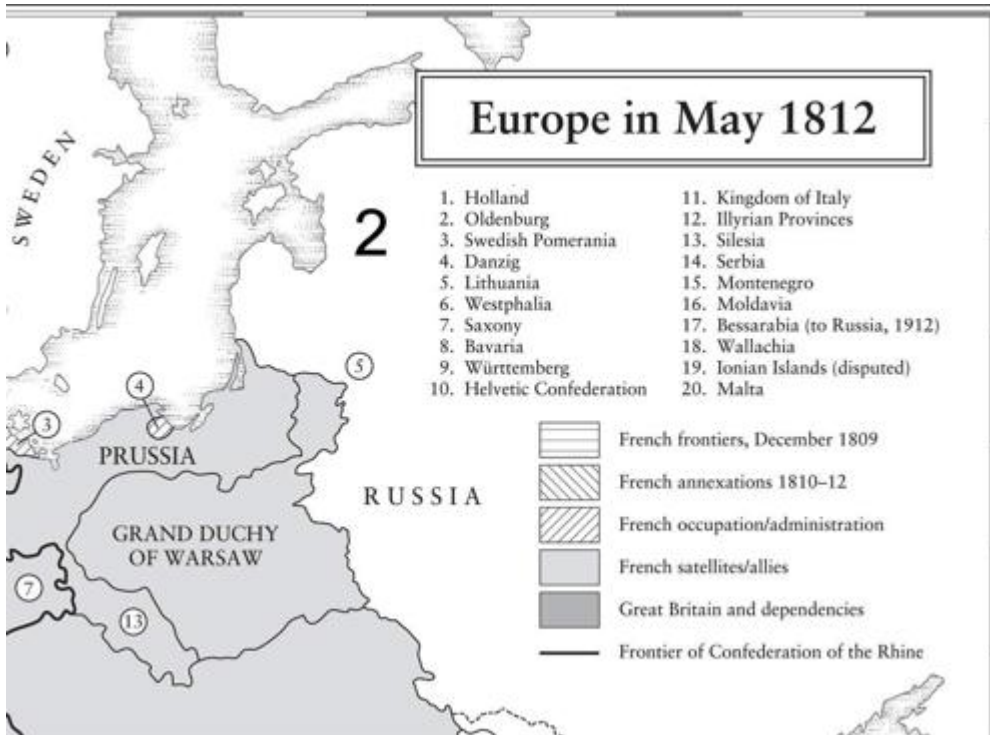 Europe in May 1812
SWEDEN
2
1. Holland
2. Oldenburg
3. Swedish Pomerania
4. Danzig
5. Lithuania
6. Westphalia
7. Saxony
8. Bavaria
9. Württemberg
10. Helvetic Confederation
11. Kingdom of Italy
12. Illyrian Provinces
13. Silesia
14. Serbia
15. Montenegro
16. Moldavia
17. Bessarabia (to Russia, 1912)
18. Wallachia
19. Ionian Islands (disputed)
20. Malta
5
4
3
PRUSSIA
RUSSIA
GRAND DUCHY
OF WARSAW
7
13
French frontiers, December 1809
French annexations 1810–12
French occupation/administration
French satellites/allies
Great Britain and dependencies
Frontier of Confederation of the Rhine